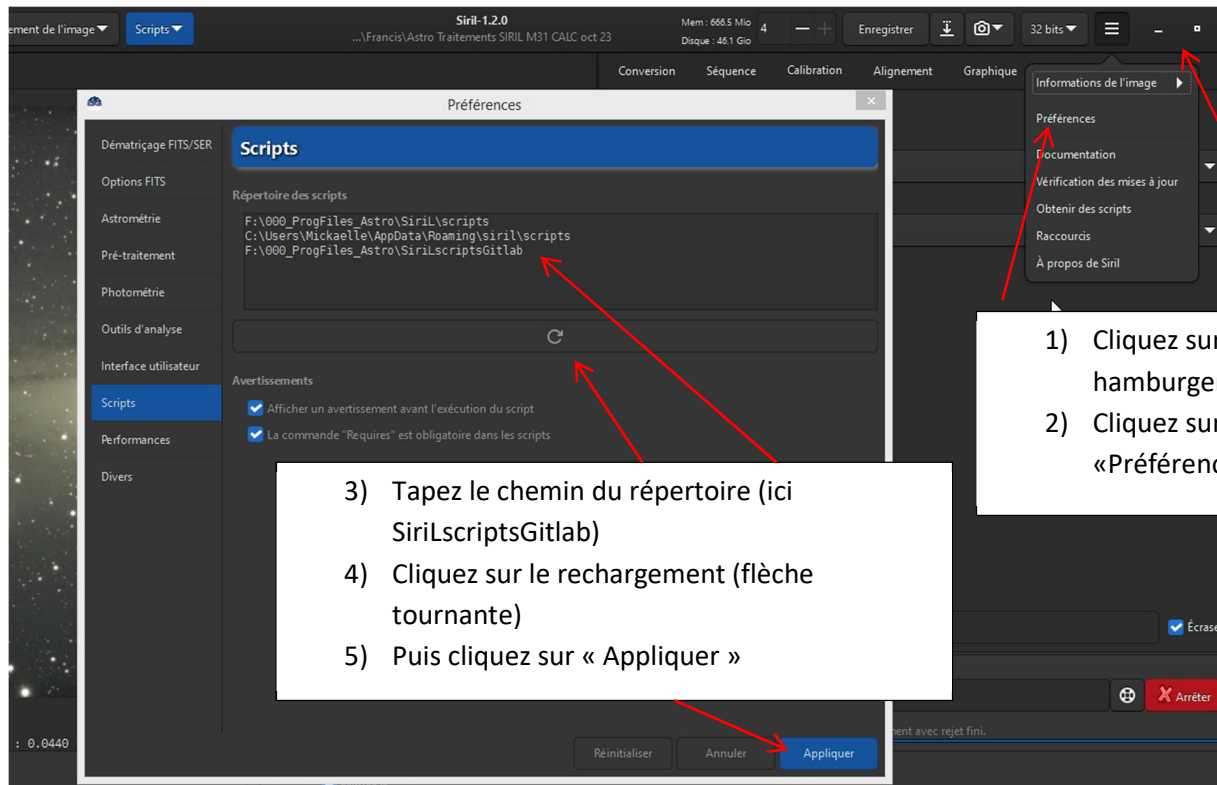 ement de l'image
Scripts
Siril-1.2.0
...\Francis\Astro Traitements SIRIL M31 CALC oct 23
Mem : 666.5 Mio
Disque : 46.1 Gio
4
Enregistrer
32 bits
Conversion
Séquence
Calibration
Alignement
Graphique
Informations de l'image
Préférences
Documentation
Vérification des mises à jour
Obtenir des scripts
Raccourcis
À propos de Siril
Préférences
Dématriçage FITS/SER
Options FITS
Astrométrie
Pré-traitement
Photométrie
Outils d'analyse
Interface utilisateur
Scripts
Performances
Divers
Scripts
Répertoire des scripts
F:\000_ProgFiles_Astro\SiriL\scripts
C:\Users\Mickaelle\AppData\Roaming\siril\scripts
F:\000_ProgFiles_Astro\SiriLscriptsGitlab
Avertissements
Afficher un avertissement avant l'exécution du script
La commande "Requires" est obligatoire dans les scripts
1) Cliquez sur
hamburge
2) Cliquez sur
«Préféren
3) Tapez le chemin du répertoire (ici
SiriLscriptsGitlab)
4) Cliquez sur le rechargement (flèche
tournante)
5) Puis cliquez sur « Appliquer »
Écrase
Arrêter
ent avec rejet fini.
: 0.0440
Réinitialiser
Annuler
Appliquer